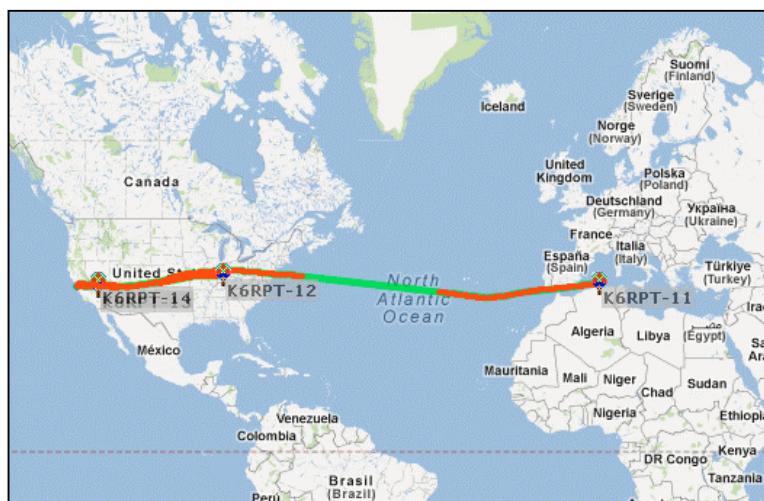 Suomi
(Finland)
Iceland
Sverige
(Sweden)
Norge
(Norway)
Canada
United
Kingdom
Polska
(Poland)
Deutschland
(Germany)
Україна
(Ukraine)
France
España
(Spain)
Italia
(Italy)
Türkiye
(Turkey)
United St
K6RPT-14
K6RPT-12
North
Atlantic
Ocean
K6RPT-11
México
Algeria
Libya
(Egypt)
Mauritania
Mali
Niger
Chad
Sudan
Nigeria
Ethiopia
Venezuela
Colombia
DR Congo
Kenya
Tanzania
Brasil
(Brazil)
Perú